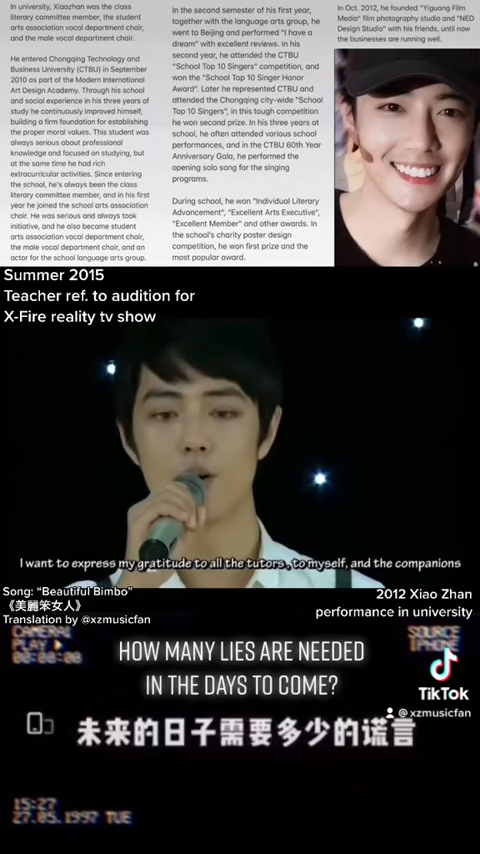 In university, Xiaozhan was the class
literary committee member, the student
arts association vocal department chair,
and the male vocal department chair.
He entered Chongqing Technology and
Business University (CTBU) in September
2010 as part of the Modern International
Art Design Academy. Through his school
and social experience in his three years of
study he continuously improved himself,
building a firm foundation for establishing
the proper moral values. This student was
always serious about professional
knowledge and focused on studying, but
at the same time he had rich
extracurricular activities. Since entering
the school, he's always been the class
literary committee member, and in his first
year he joined the school arts association
choir. He was serious and always took
initiative, and he also became student
arts association vocal department chair,
the male vocal department chair, and an
actor for the school language arts group.
In the second semester of his first year,
together with the language arts group, he
went to Beijing and performed "I have a
dream" with excellent reviews. In his
second year, he attended the CTBU
"School Top 10 Singers" competition, and
won the "School Top 10 Singer Honor
Award". Later he represented CTBU and
attended the Chongqing city-wide "School
Top 10 Singers", in this tough competition
he won second prize. In his three years at
school, he often attended various school
performances, and in the CTBU 60th Year
Anniversary Gala, he performed the
opening solo song for the singing
programs.
During school, he won "Individual Literary
Advancement", "Excellent Arts Executive",
"Excellent Member" and other awards. In
the school's charity poster design
competition, he won first prize and the
most popular award.
In Oct. 2012, he founded "Yiguang Film
Media" film photography studio and "NED
Design Studio" with his friends, until now
the businesses are running well.
Summer 2015
Teacher ref. to audition for
X-Fire reality tv show
I want to express my gratitude to all the tutors, to myself, and the companions
Song: "Beautiful Bimbo"
《美麗笨女人》
Translation by @xzmusicfan
2012 Xiao Zhan
performance in university
CAMERA1
PLAY
00:00:00
SOURCE
IPHONE
HOW MANY LIES ARE NEEDED
IN THE DAYS TO COME?
TikTok
@xzmusicfan
未来的日子需要多少的谎言
15:27
27.05.1997 TUE